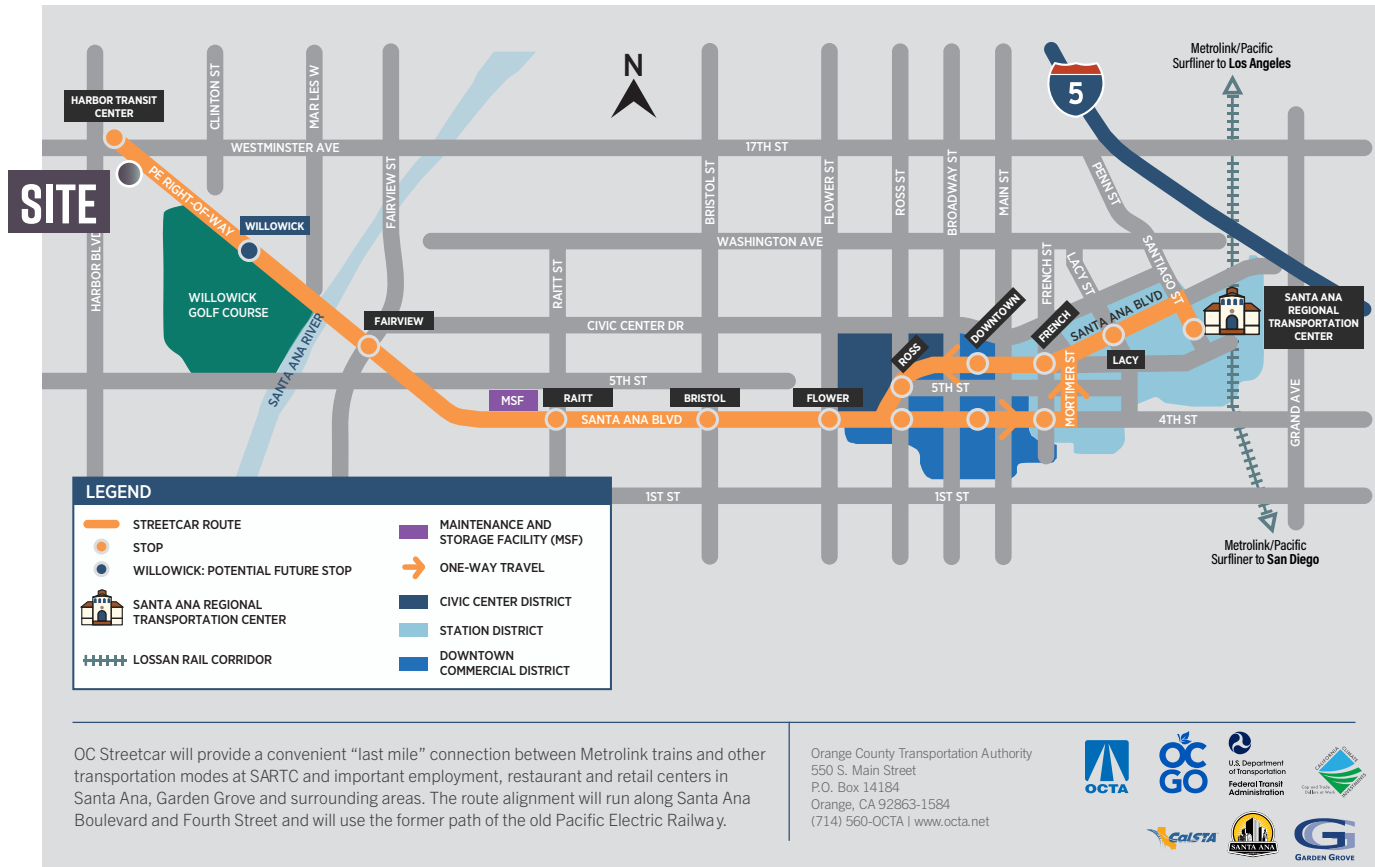 Metrolink/Pacific
Surfliner to Los Angeles
N
5
HARBOR TRANSIT
CENTER
CLINTON ST
MAR LES W
WESTMINSTER AVE
17TH ST
SITE
PE RIGHT-OF-WAY
FAIRVIEW ST
BRISTOL ST
FLOWER ST
ROSS ST
BROADWAY ST
MAIN ST
PENN ST
WILLOWICK
WASHINGTON AVE
HARBOR BLVD
RAITT ST
FRENCH ST
LACY ST
SANTIAGO ST
WILLOWICK
GOLF COURSE
SANTA ANA RIVER
FAIRVIEW
CIVIC CENTER DR
DOWNTOWN
FRENCH
SANTA ANA BLVD
SANTA ANA
REGIONAL
TRANSPORTATION
CENTER
ROSS
LACY
5TH ST
5TH ST
MORTIMER ST
MSF
RAITT
BRISTOL
FLOWER
SANTA ANA BLVD
4TH ST
GRAND AVE
1ST ST
1ST ST
Metrolink/Pacific
Surfliner to San Diego
LEGEND
STREETCAR ROUTE
STOP
WILLOWICK: POTENTIAL FUTURE STOP
SANTA ANA REGIONAL
TRANSPORTATION CENTER
LOSSAN RAIL CORRIDOR
MAINTENANCE AND
STORAGE FACILITY (MSF)
ONE-WAY TRAVEL
CIVIC CENTER DISTRICT
STATION DISTRICT
DOWNTOWN
COMMERCIAL DISTRICT
OC Streetcar will provide a convenient “last mile” connection between Metrolink trains and other
transportation modes at SARTC and important employment, restaurant and retail centers in
Santa Ana, Garden Grove and surrounding areas. The route alignment will run along Santa Ana
Boulevard and Fourth Street and will use the former path of the old Pacific Electric Railway.
Orange County Transportation Authority
550 S. Main Street
P.O. Box 14184
Orange, CA 92863-1584
(714) 560-OCTA | www.octa.net
OCTA
OC
GO
U.S. Department
of Transportation
Federal Transit
Administration
CALIFORNIA CLIMATE
INVESTMENTS
Cap and Trade
Dollars at Work
CalSTA
SANTA ANA
G
GARDEN GROVE